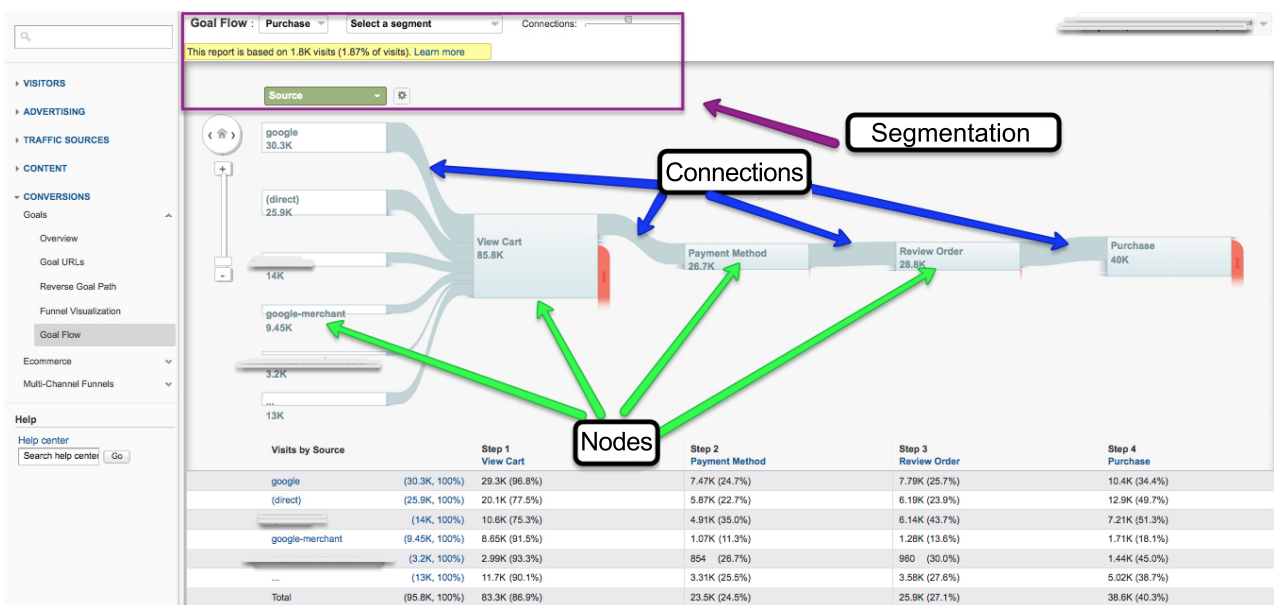 Goal Flow : Purchase Select a segment Connections:
This report is based on 1.8K visits (1.87% of visits). Learn more
Source
VISITORS
ADVERTISING
TRAFFIC SOURCES
CONTENT
CONVERSIONS
Goals
Overview
Goal URLs
Reverse Goal Path
Funnel Visualization
Goal Flow
Ecommerce
Multi-Channel Funnels
Help
Help center
Search help center Go
Segmentation
Connections
Nodes
google
30.3K
(direct)
25.9K
14K
google-merchant
9.45K
3.2K
...
13K
View Cart
85.8K
Payment Method
26.7K
Review Order
28.8K
Purchase
40K
Visits by Source Step 1 Step 2 Step 3 Step 4
View Cart Payment Method Review Order Purchase
google (30.3K, 100%) 29.3K (96.8%) 7.47K (24.7%) 7.79K (25.7%) 10.4K (34.4%)
(direct) (25.9K, 100%) 20.1K (77.5%) 5.87K (22.7%) 6.19K (23.9%) 12.9K (49.7%)
(14K, 100%) 10.6K (75.3%) 4.91K (35.0%) 6.14K (43.7%) 7.21K (51.3%)
google-merchant (9.45K, 100%) 8.65K (91.5%) 1.07K (11.3%) 1.28K (13.6%) 1.71K (18.1%)
(3.2K, 100%) 2.99K (93.3%) 854 (26.7%) 960 (30.0%) 1.44K (45.0%)
... (13K, 100%) 11.7K (90.1%) 3.31K (25.5%) 3.58K (27.6%) 5.02K (38.7%)
Total (95.8K, 100%) 83.3K (86.9%) 23.5K (24.5%) 25.9K (27.1%) 38.6K (40.3%)